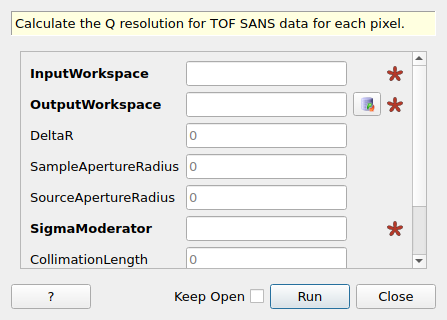 Calculate the Q resolution for TOF SANS data for each pixel.
InputWorkspace
OutputWorkspace
DeltaR 0
SampleApertureRadius 0
SourceApertureRadius 0
SigmaModerator
CollimationLength 0
? Keep Open Run Close